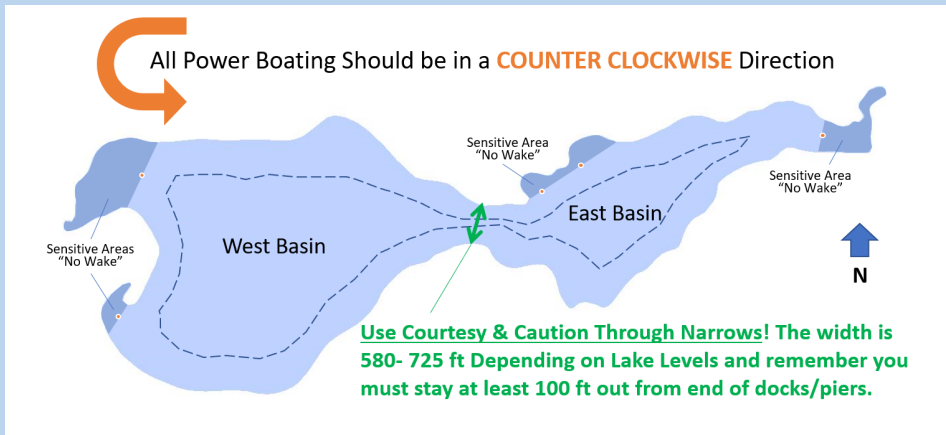 All Power Boating Should be in a COUNTER CLOCKWISE Direction
Sensitive Area
“No Wake”
Sensitive Area
“No Wake”
East Basin
West Basin
Sensitive Areas
“No Wake”
N
Use Courtesy & Caution Through Narrows! The width is
580- 725 ft Depending on Lake Levels and remember you
must stay at least 100 ft out from end of docks/piers.